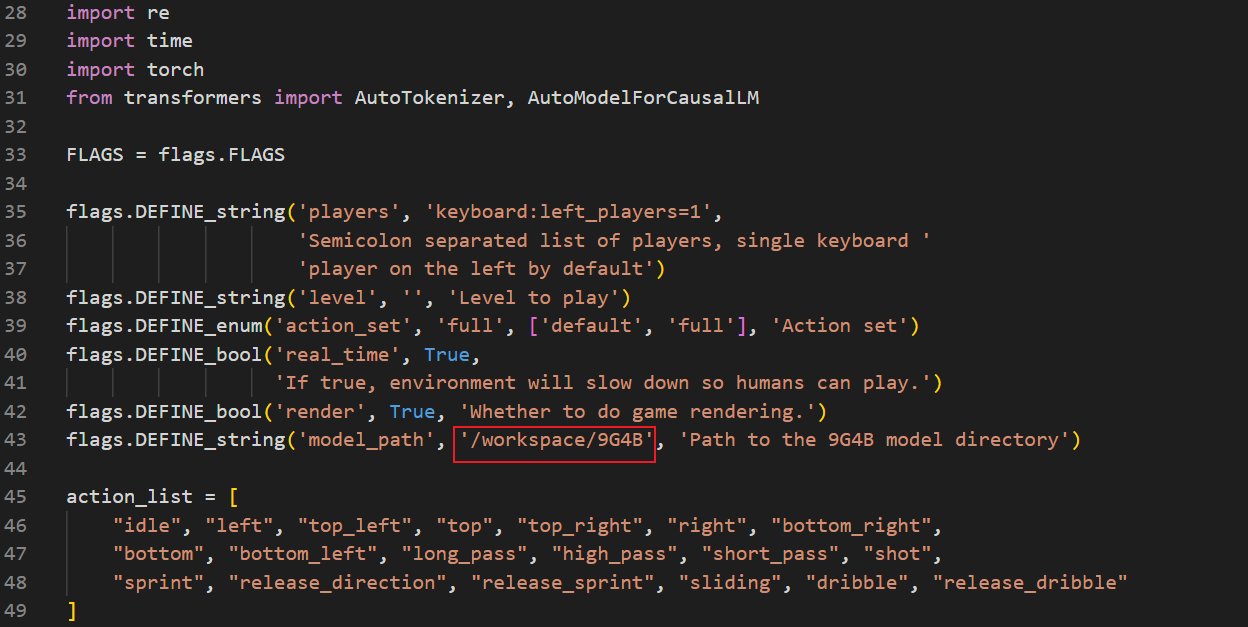 28 import re
29 import time
30 import torch
31 from transformers import AutoTokenizer, AutoModelForCausalLM
32
33 FLAGS = flags.FLAGS
34
35 flags.DEFINE_string('players', 'keyboard:left_players=1',
36                     'Semicolon separated list of players, single keyboard '
37                     'player on the left by default')
38 flags.DEFINE_string('level', '', 'Level to play')
39 flags.DEFINE_enum('action_set', 'full', ['default', 'full'], 'Action set')
40 flags.DEFINE_bool('real_time', True,
41                   'If true, environment will slow down so humans can play.')
42 flags.DEFINE_bool('render', True, 'Whether to do game rendering.')
43 flags.DEFINE_string('model_path', '/workspace/9G4B', 'Path to the 9G4B model directory')
44
45 action_list = [
46     "idle", "left", "top_left", "top", "top_right", "right", "bottom_right",
47     "bottom", "bottom_left", "long_pass", "high_pass", "short_pass", "shot",
48     "sprint", "release_direction", "release_sprint", "sliding", "dribble", "release_dribble"
49 ]